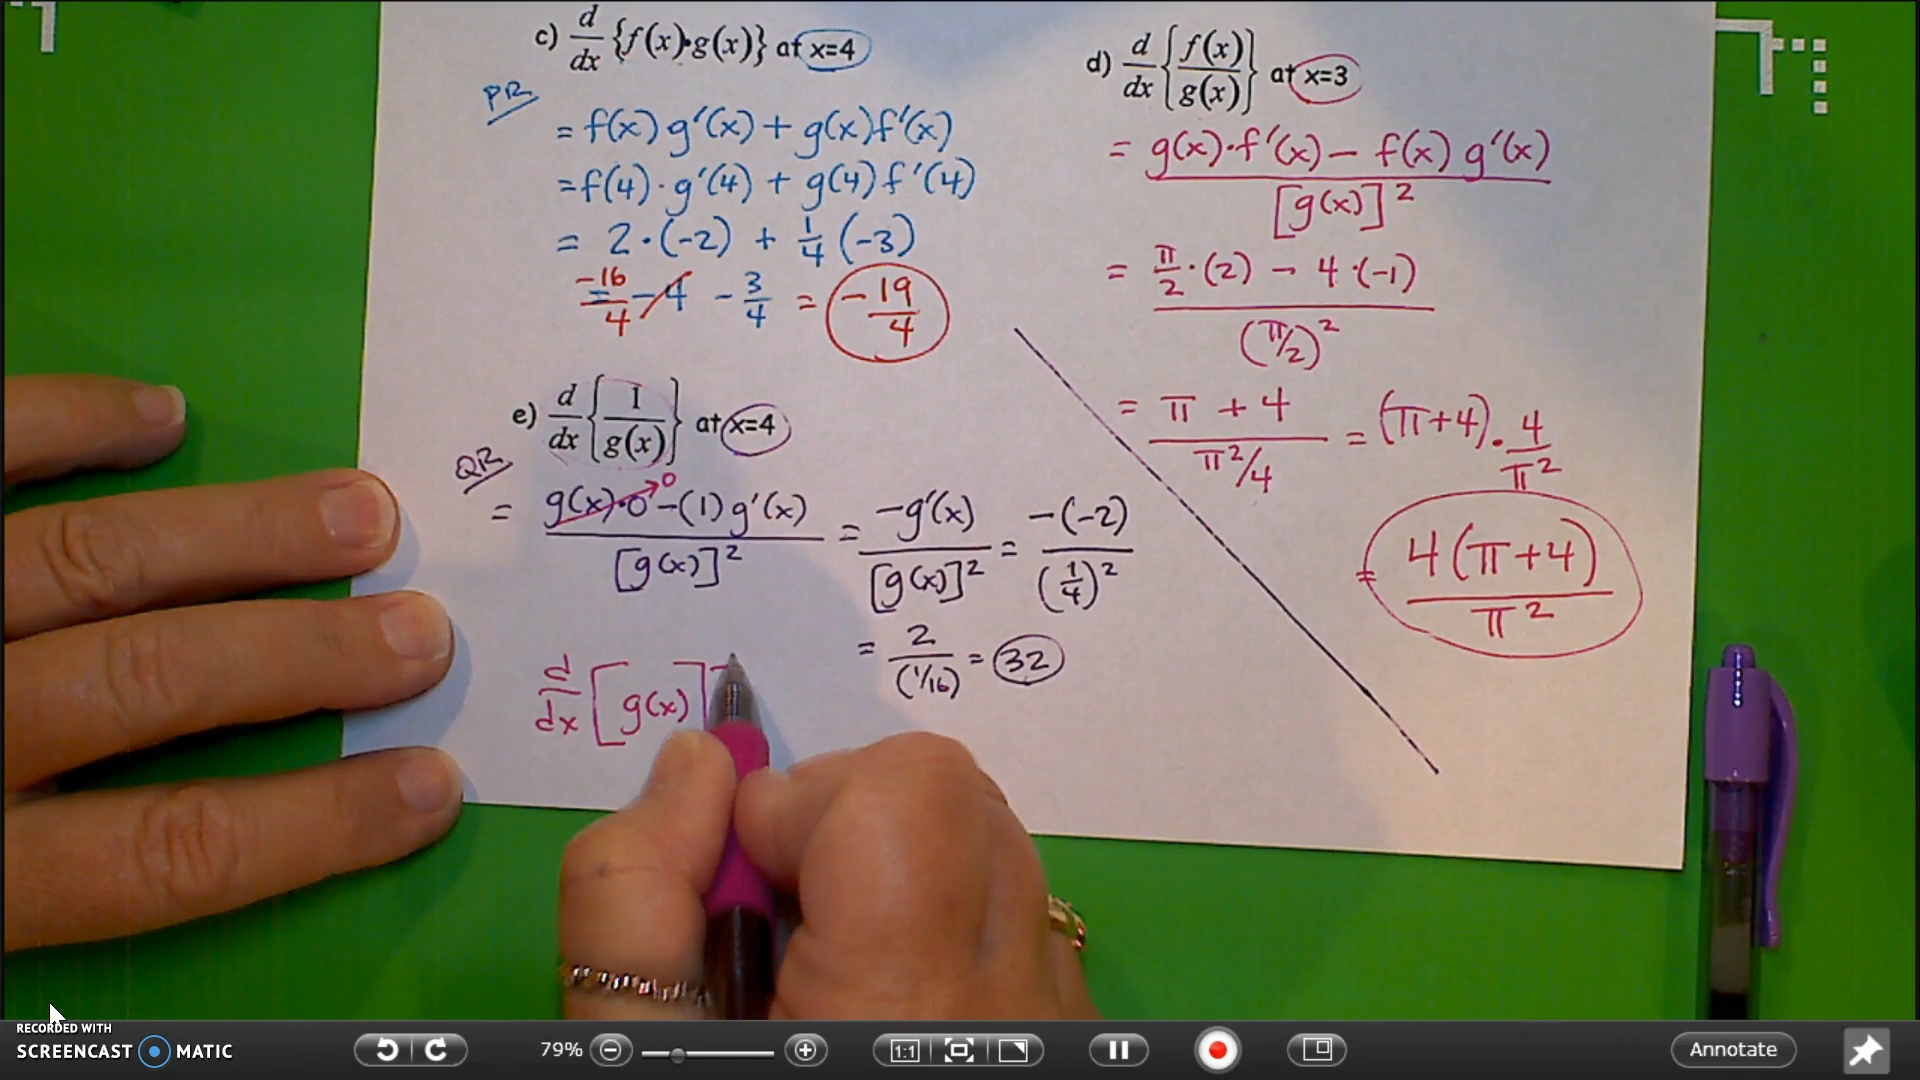 c) d/dx {f(x)·g(x)} at x=4
PR
= f(x) g'(x) + g(x)f'(x)
=f(4)·g'(4) + g(4) f'(4)
= 2·(-2) + 1/4 (-3)
= -4 -16/4 - 3/4 = -19/4
e) d/dx {1/g(x)} at x=4
QR
= g(x)·0 → 0 -(1) g'(x) / [g(x)]² = -g'(x) / [g(x)]² = -(-2) / (1/4)²
= 2 / (1/16) = 32
d/dx [g(x)]
d) d/dx {f(x)/g(x)} at x=3
= g(x)·f'(x) - f(x) g'(x) / [g(x)]²
= π/2·(2) - 4·(-1) / (π/2)²
= π + 4 / π²/4 = (π+4)·4/π²
= 4(π+4) / π²
RECORDED WITH
SCREENCAST MATIC
79%
1:1
Annotate